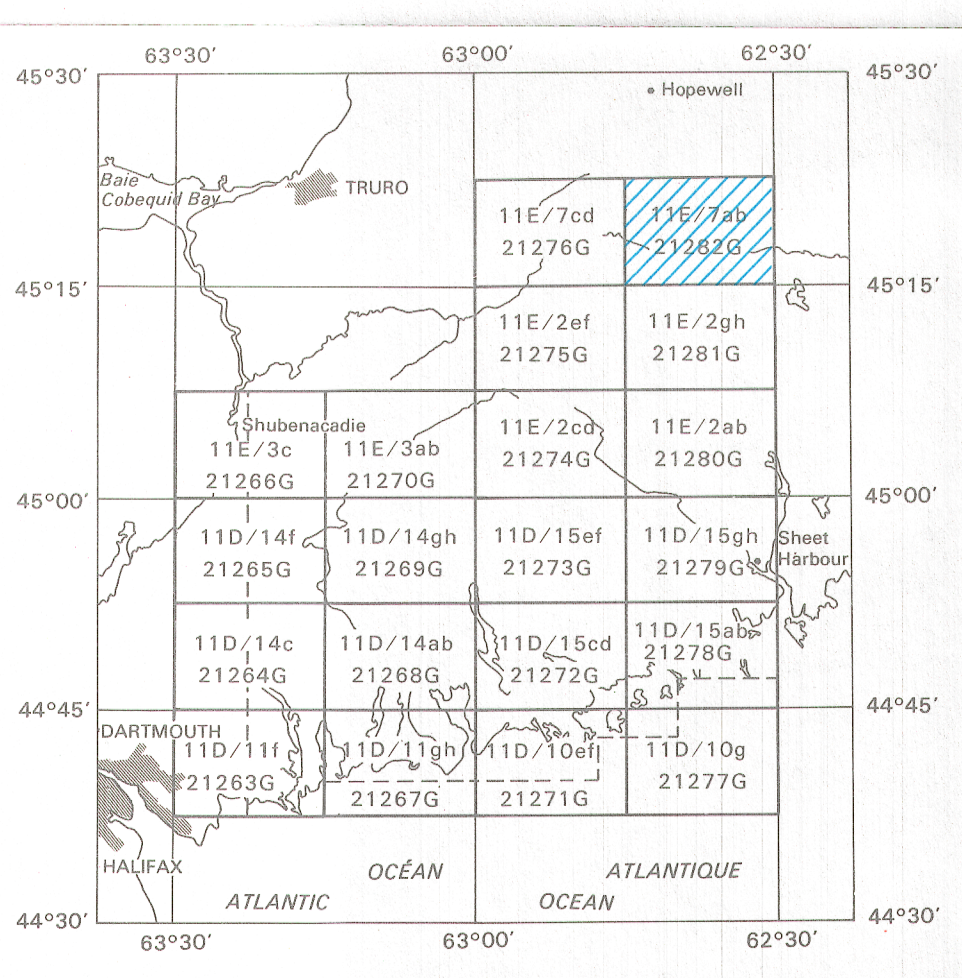 63°30′ 63°00′ 62°30′
45°30′ 45°30′
Hopewell
Baie
Cobequid Bay
TRURO
11E/7cd 11E/7ab
21276G 21282G
45°15′ 45°15′
11E/2ef 11E/2gh
21275G 21281G
Shubenacadie
11E/3c 11E/3ab 11E/2cd 11E/2ab
21266G 21270G 21274G 21280G
45°00′ 45°00′
11D/14f 11D/14gh 11D/15ef 11D/15gh
21265G 21269G 21273G 21279G
Sheet
Harbour
11D/14c 11D/14ab 11D/15cd 11D/15ab
21264G 21268G 21272G 21278G
44°45′ 44°45′
DARTMOUTH
11D/11f 11D/11gh 11D/10ef 11D/10g
21263G 21267G 21271G 21277G
HALIFAX
OCÉAN ATLANTIQUE
ATLANTIC OCEAN
44°30′ 44°30′
63°30′ 63°00′ 62°30′